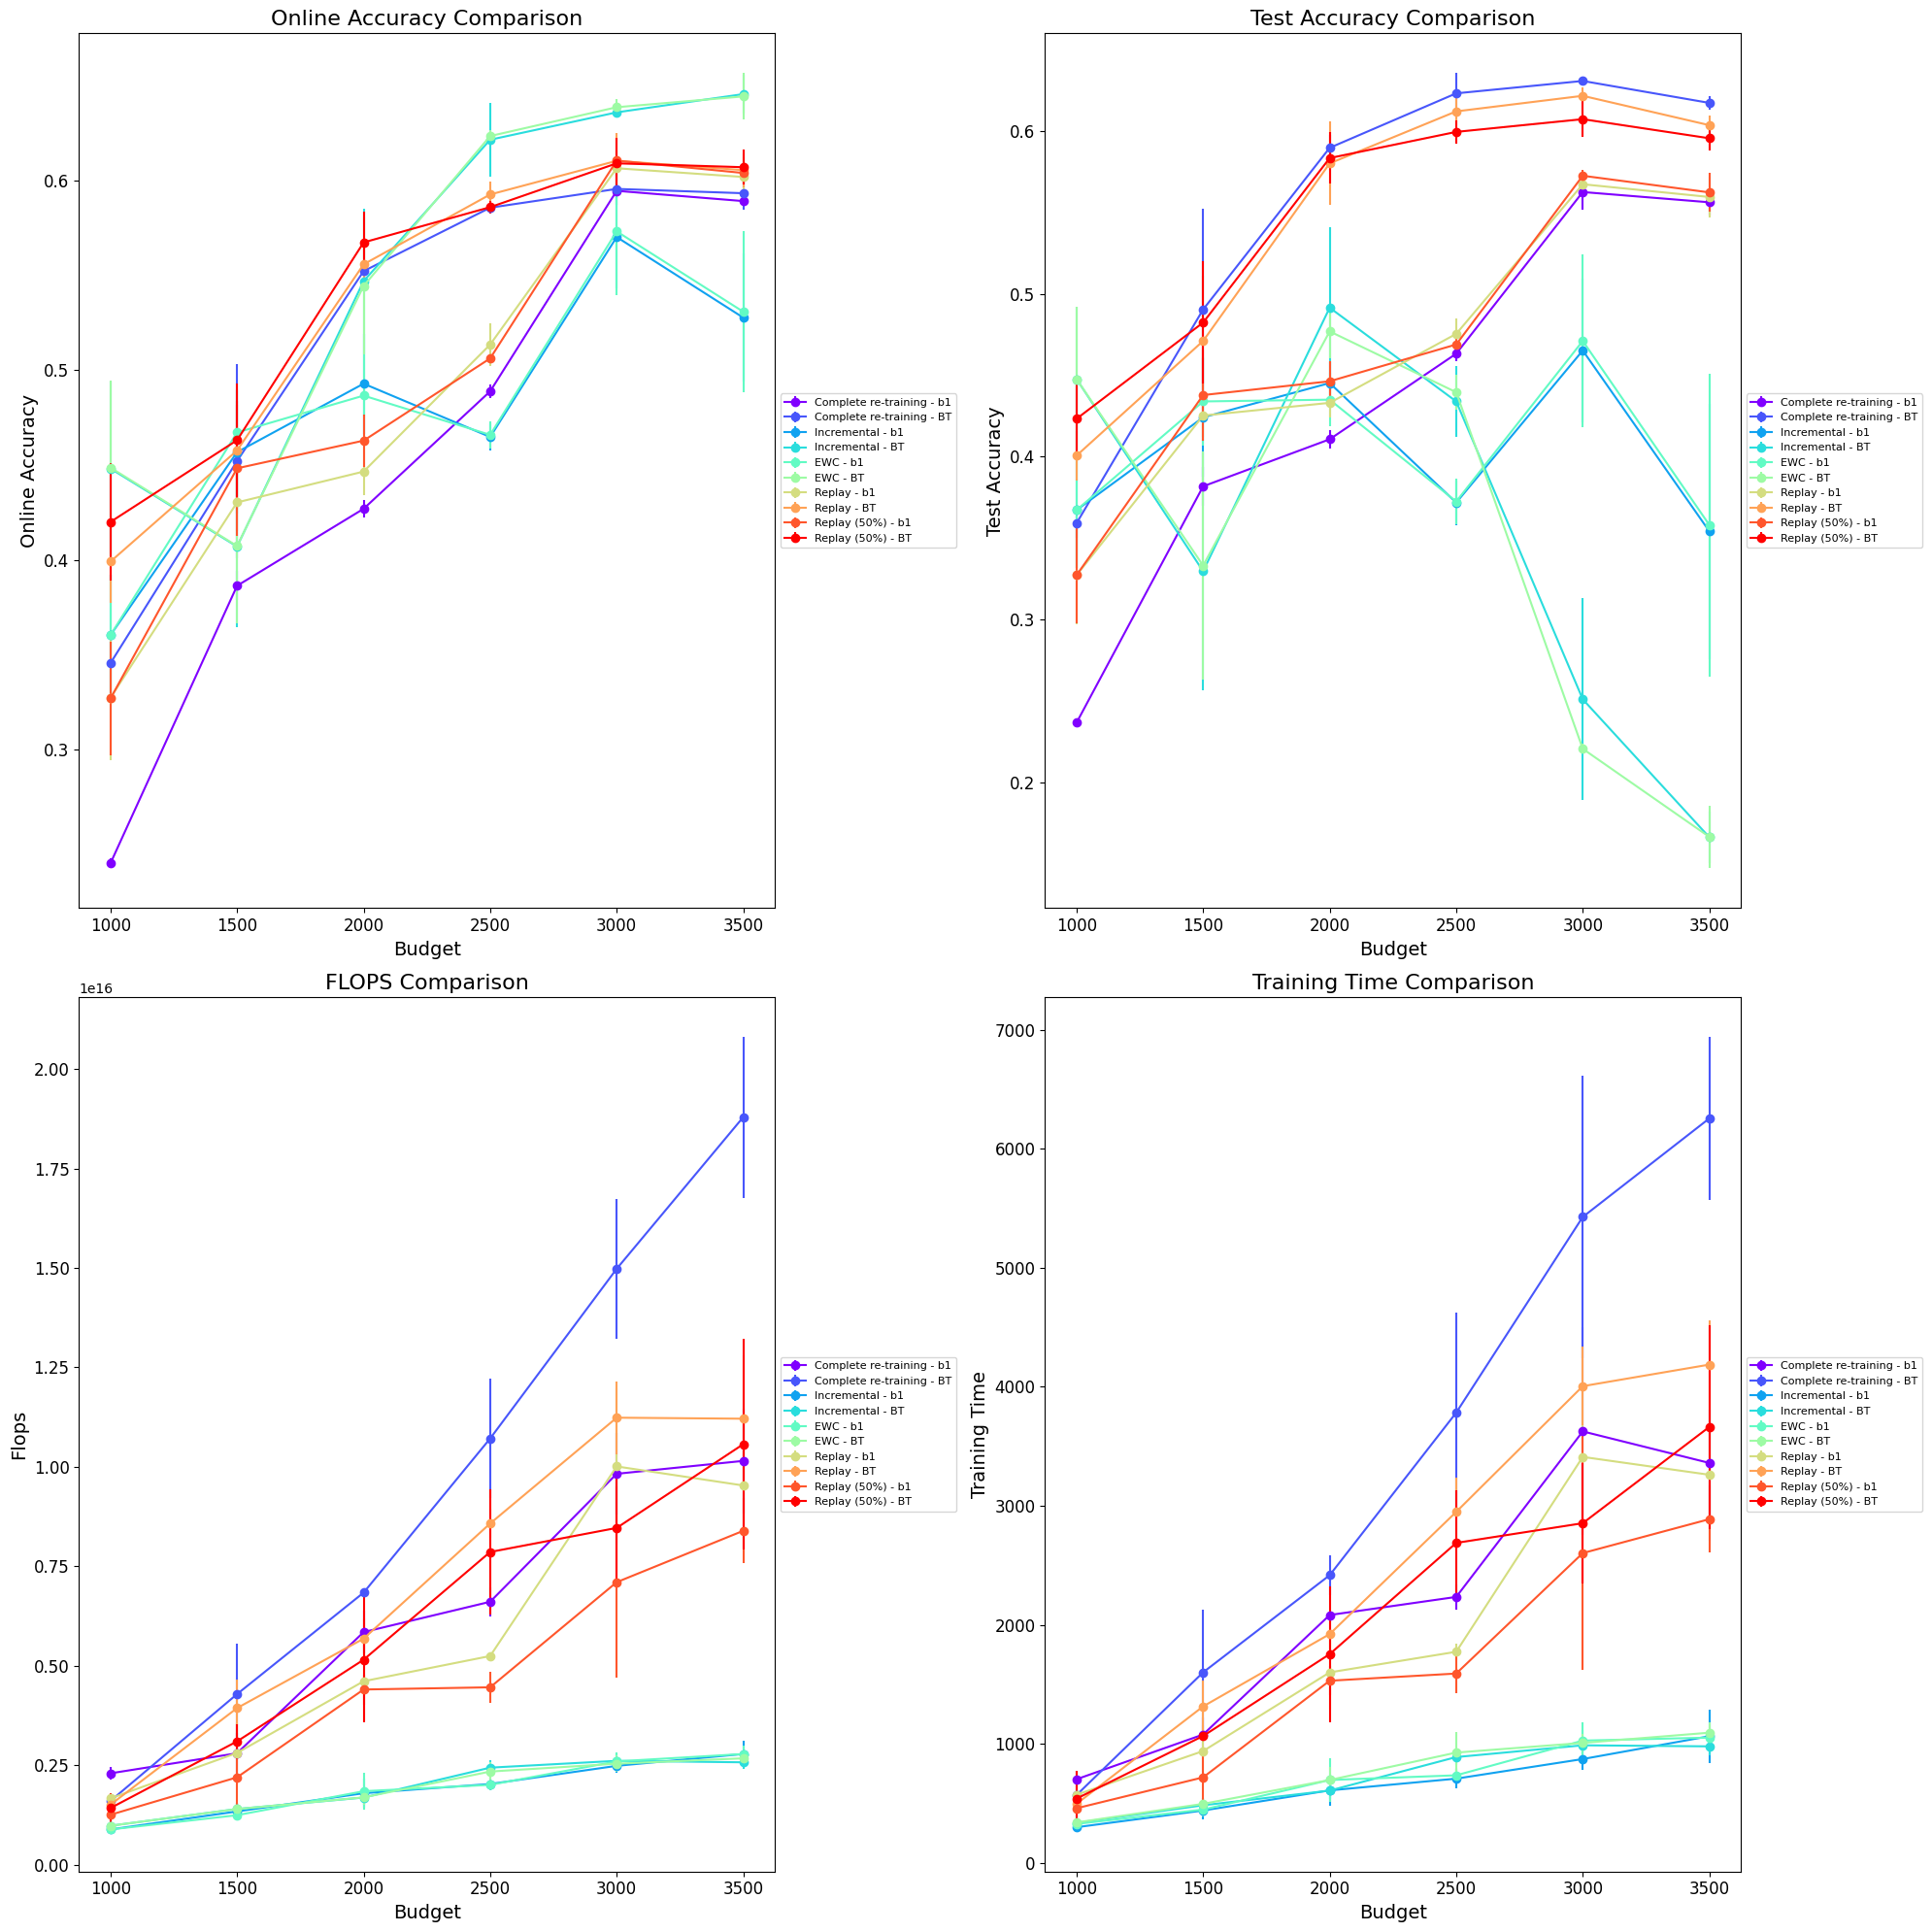 Online Accuracy Comparison
Online Accuracy
0.6
0.5
0.4
0.3
1000 1500 2000 2500 3000 3500
Budget
Complete re-training - b1
Complete re-training - BT
Incremental - b1
Incremental - BT
EWC - b1
EWC - BT
Replay - b1
Replay - BT
Replay (50%) - b1
Replay (50%) - BT
Test Accuracy Comparison
Test Accuracy
0.6
0.5
0.4
0.3
0.2
1000 1500 2000 2500 3000 3500
Budget
Complete re-training - b1
Complete re-training - BT
Incremental - b1
Incremental - BT
EWC - b1
EWC - BT
Replay - b1
Replay - BT
Replay (50%) - b1
Replay (50%) - BT
FLOPS Comparison
1e16
Flops
2.00
1.75
1.50
1.25
1.00
0.75
0.50
0.25
0.00
1000 1500 2000 2500 3000 3500
Budget
Complete re-training - b1
Complete re-training - BT
Incremental - b1
Incremental - BT
EWC - b1
EWC - BT
Replay - b1
Replay - BT
Replay (50%) - b1
Replay (50%) - BT
Training Time Comparison
Training Time
7000
6000
5000
4000
3000
2000
1000
0
1000 1500 2000 2500 3000 3500
Budget
Complete re-training - b1
Complete re-training - BT
Incremental - b1
Incremental - BT
EWC - b1
EWC - BT
Replay - b1
Replay - BT
Replay (50%) - b1
Replay (50%) - BT